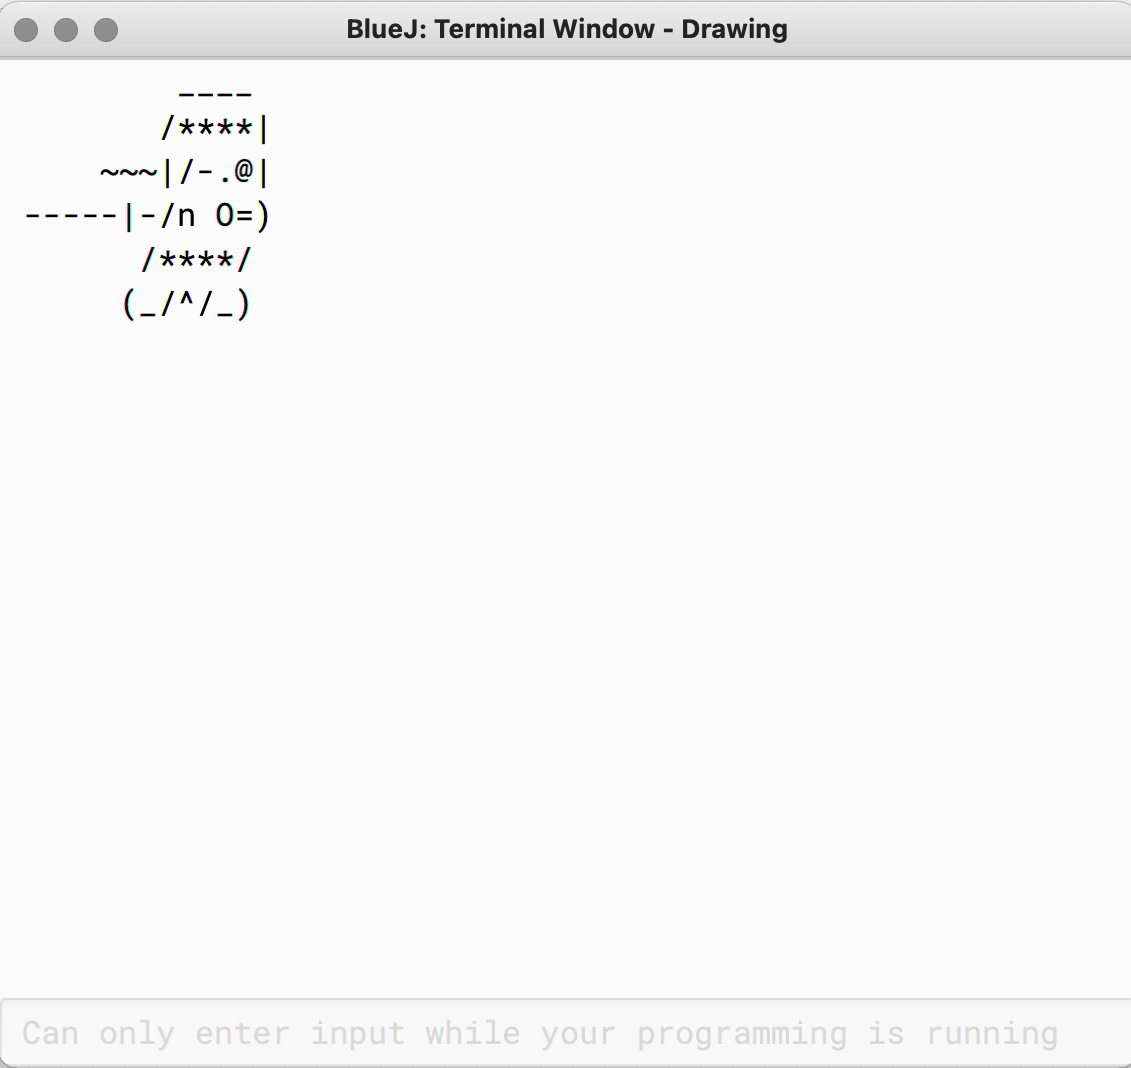 BlueJ: Terminal Window - Drawing
        ----
       /****|
    ~~~|/-.@|
-----|-/n O=)
      /****/
     (_/^/_)
Can only enter input while your programming is running